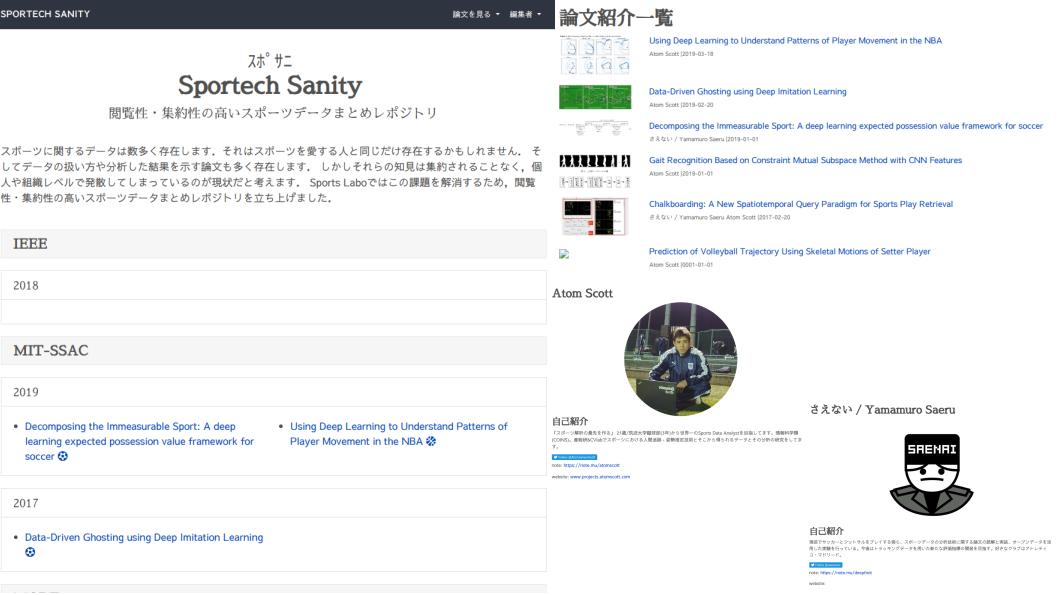 SPORTECH SANITY
論文を見る
編集者
ｽﾎﾟｻﾆ
Sportech Sanity
閲覧性・集約性の高いスポーツデータまとめレポジトリ
スポーツに関するデータは数多く存在します．それはスポーツを愛する人と同じだけ存在するかもしれません． そ
してデータの扱い方や分析した結果を示す論文も多く存在します． しかしそれらの知見は集約されることなく，個
人や組織レベルで発散してしまっているのが現状だと考えます． Sports Laboではこの課題を解消するため，閲覧
性・集約性の高いスポーツデータまとめレポジトリを立ち上げました．
IEEE
2018
MIT-SSAC
2019
Decomposing the Immeasurable Sport: A deep
learning expected possession value framework for
soccer
Using Deep Learning to Understand Patterns of
Player Movement in the NBA
2017
Data-Driven Ghosting using Deep Imitation Learning
論文紹介一覧
Using Deep Learning to Understand Patterns of Player Movement in the NBA
Atom Scott |2019-03-18
Data-Driven Ghosting using Deep Imitation Learning
Atom Scott |2019-02-20
Decomposing the Immeasurable Sport: A deep learning expected possession value framework for soccer
さえない / Yamamuro Saeru |2019-01-01
Gait Recognition Based on Constraint Mutual Subspace Method with CNN Features
Atom Scott |2019-01-01
Chalkboarding: A New Spatiotemporal Query Paradigm for Sports Play Retrieval
さえない / Yamamuro Saeru Atom Scott |2017-02-20
Prediction of Volleyball Trajectory Using Skeletal Motions of Setter Player
Atom Scott |0001-01-01
Atom Scott
自己紹介
note: https://note.mu/atomscott
website: www.projects.atomscott.com
さえない / Yamamuro Saeru
SAENAI
自己紹介
note: https://note.mu/deepfoot
website: